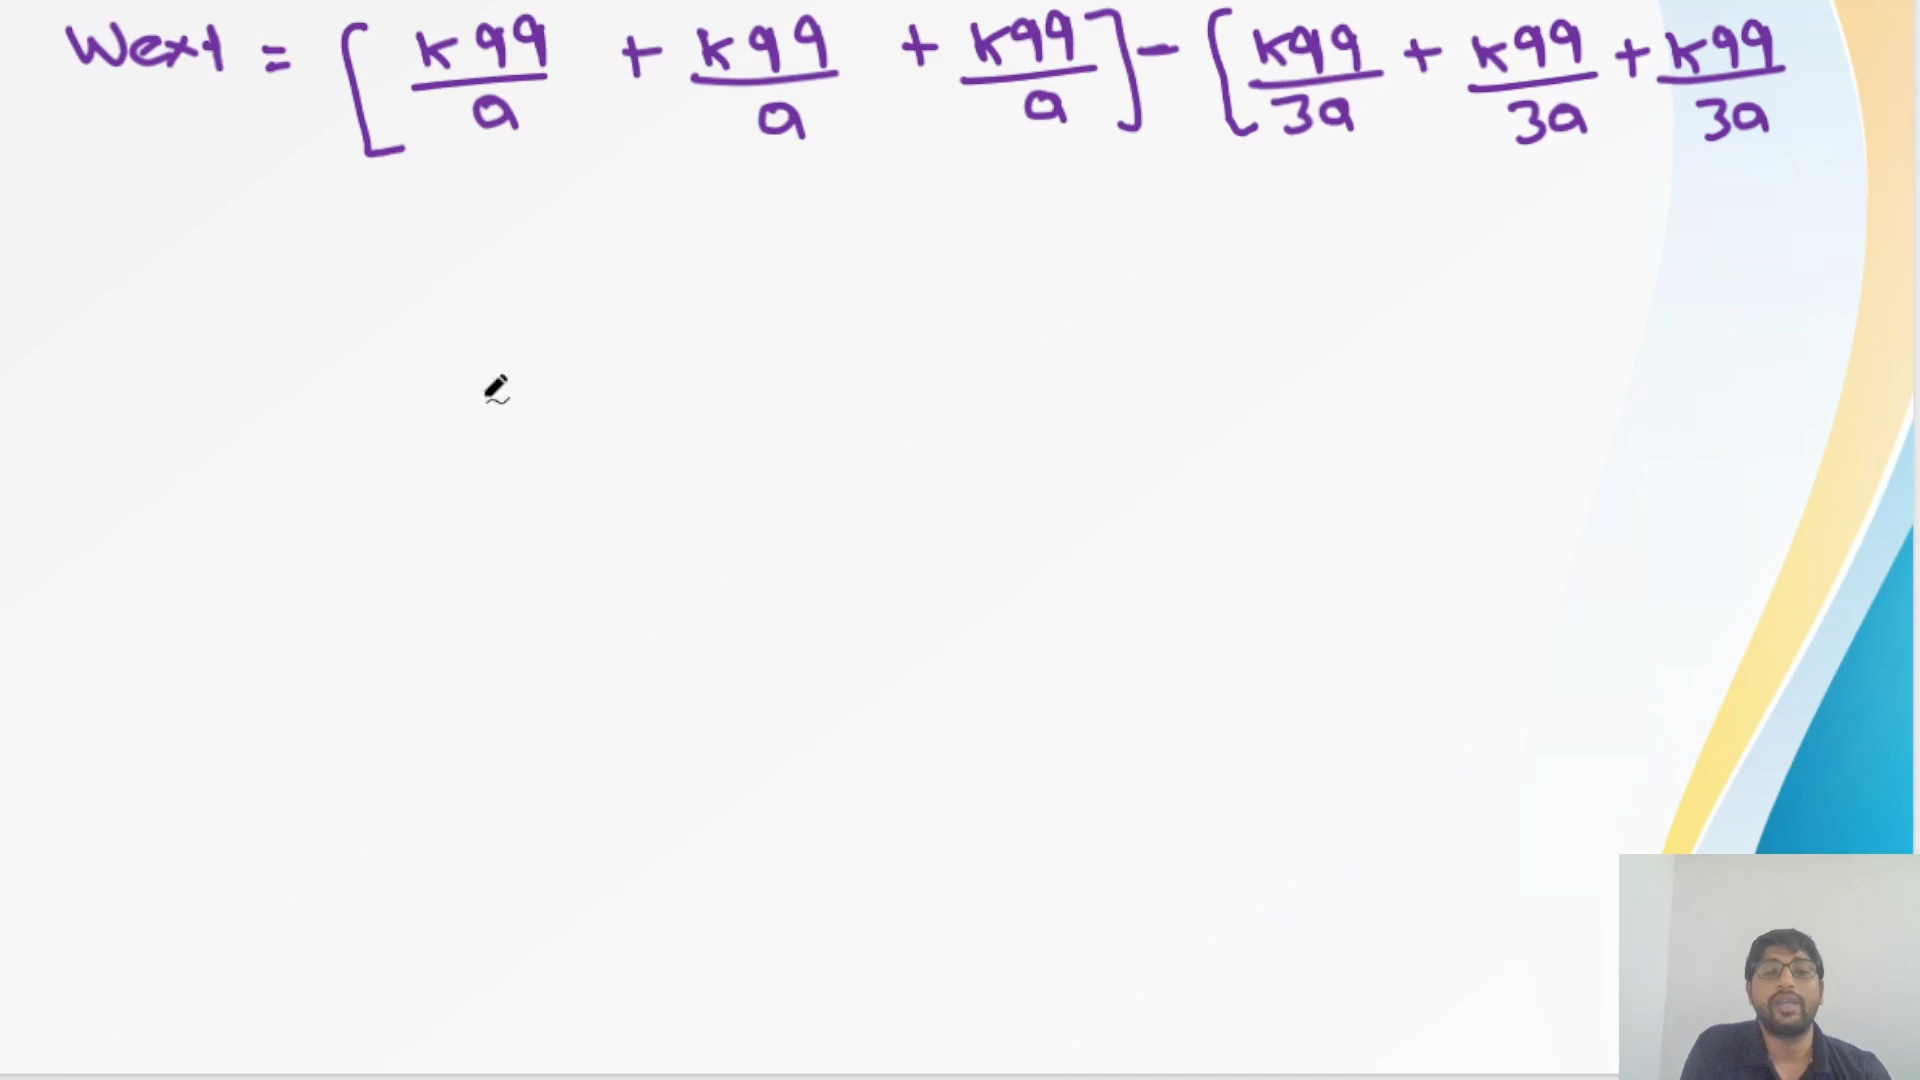 Wext = [ kqq/a + kqq/a + kqq/a ] - [ kqq/3a + kqq/3a + kqq/3a